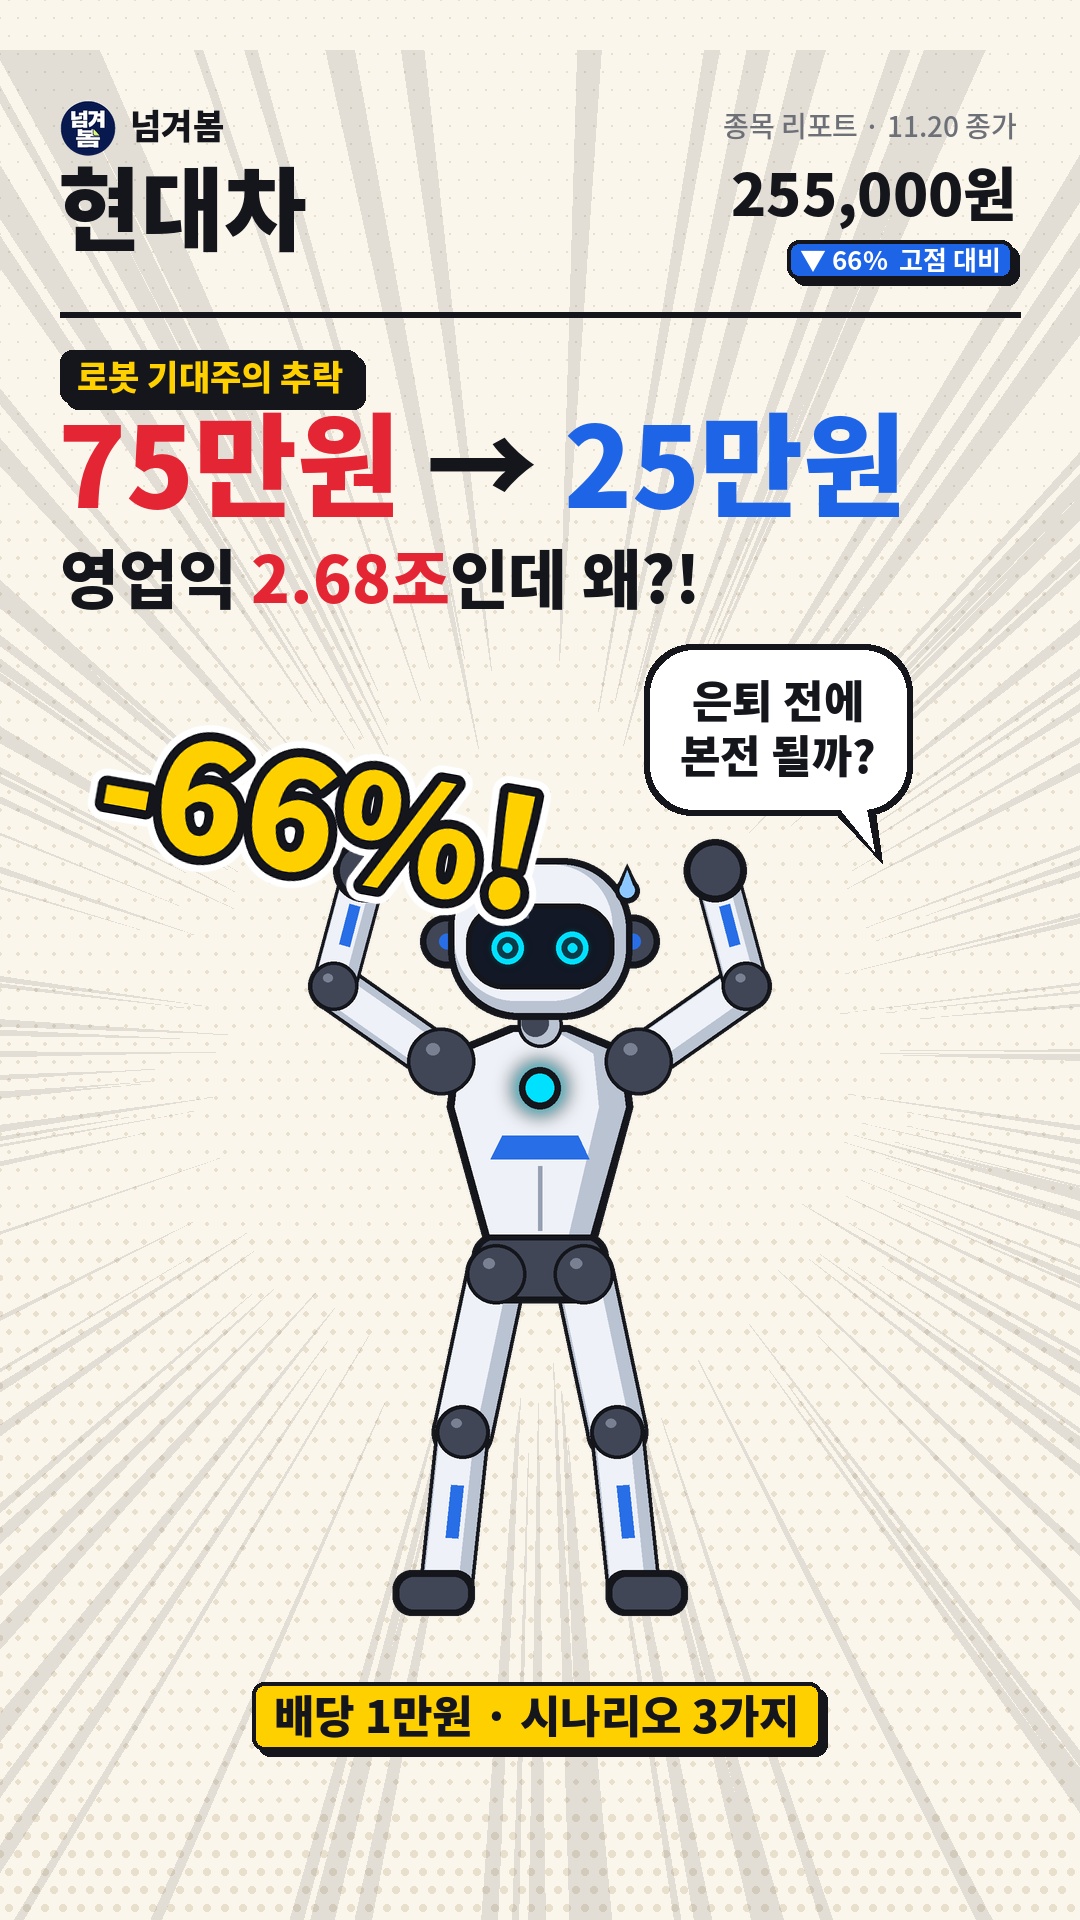 넘겨봄
넘겨봄
종목 리포트 · 11.20 종가
현대차
255,000원
▼ 66% 고점 대비
로봇 기대주의 추락
75만원 → 25만원
영업익 2.68조인데 왜?!
은퇴 전에
본전 될까?
-66%!
배당 1만원 · 시나리오 3가지